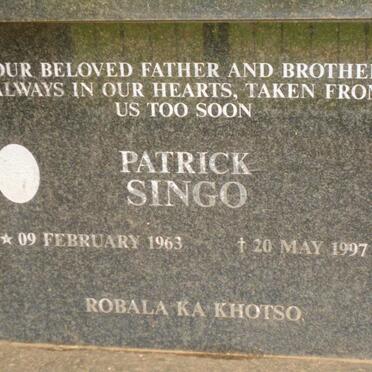 OUR BELOVED FATHER AND BROTHER
ALWAYS IN OUR HEARTS, TAKEN FROM
US TOO SOON
PATRICK
SINGO
★ 09 FEBRUARY 1963 † 20 MAY 1997
ROBALA KA KHOTSO